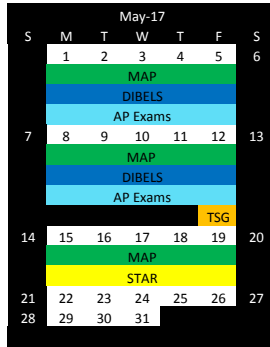 May-17
S M T W T F S
1 2 3 4 5 6
MAP
DIBELS
AP Exams
7 8 9 10 11 12 13
MAP
DIBELS
AP Exams
TSG
14 15 16 17 18 19 20
MAP
STAR
21 22 23 24 25 26 27
28 29 30 31